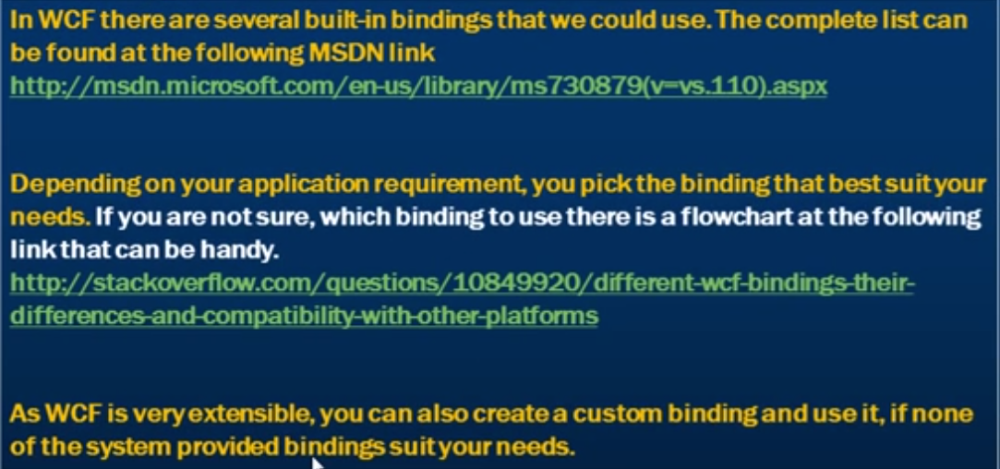 In WCF there are several built-in bindings that we could use. The complete list can
be found at the following MSDN link
http://msdn.microsoft.com/en-us/library/ms730879(v=vs.110).aspx
Depending on your application requirement, you pick the binding that best suit your
needs. If you are not sure, which binding to use there is a flowchart at the following
link that can be handy.
http://stackoverflow.com/questions/10849920/different-wcf-bindings-their-
differences-and-compatibility-with-other-platforms
As WCF is very extensible, you can also create a custom binding and use it, if none
of the system provided bindings suit your needs.